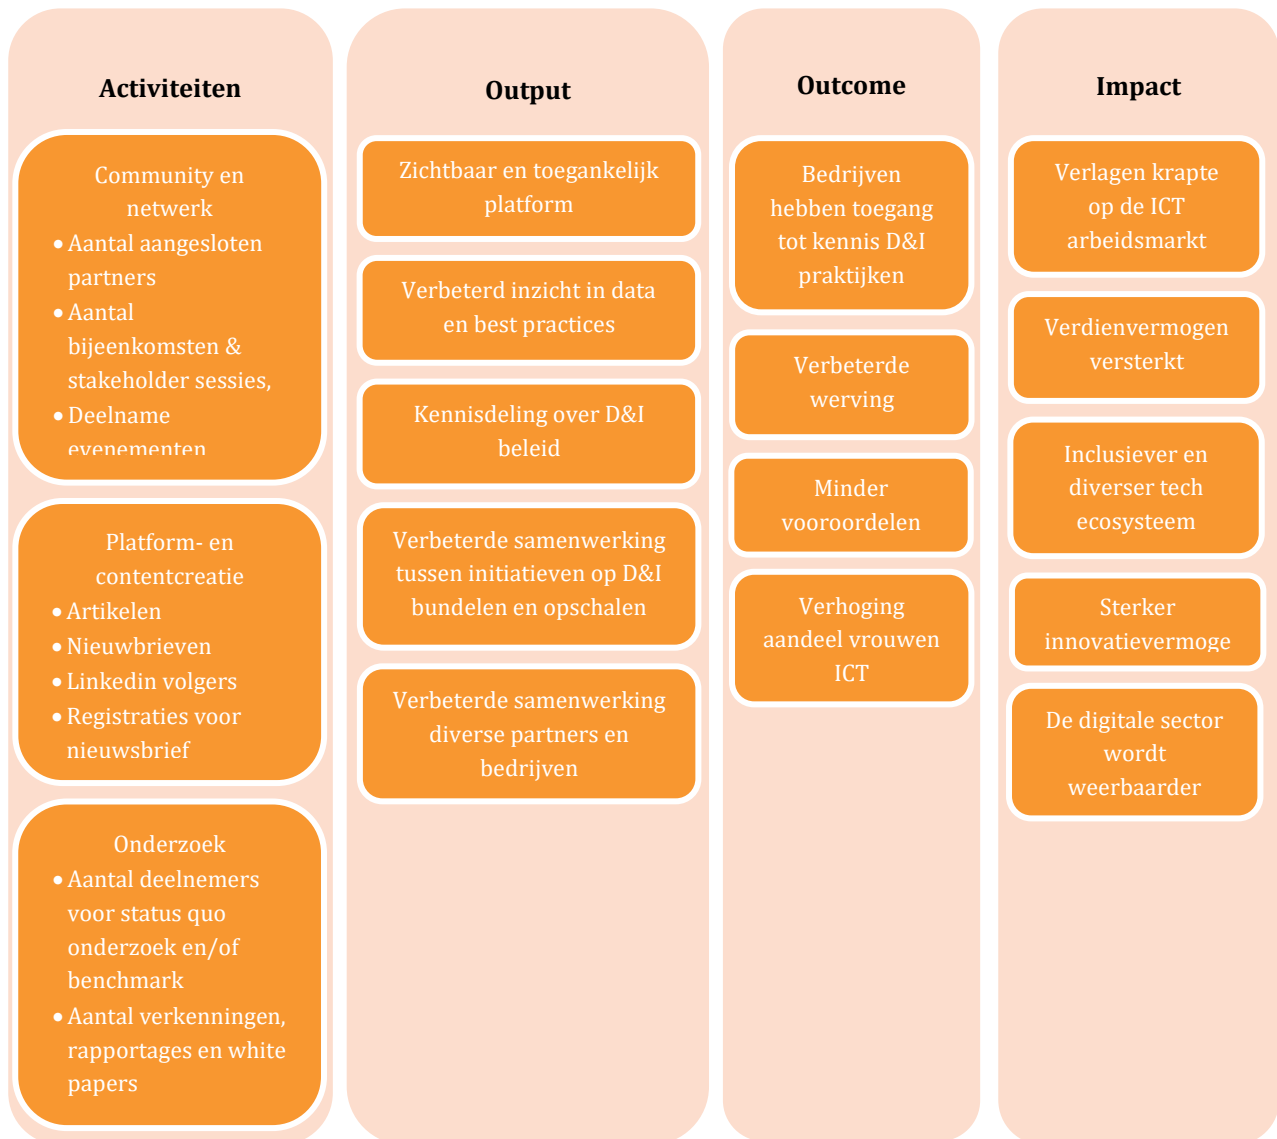 Activiteiten
Community en
netwerk
• Aantal aangesloten
partners
• Aantal
bijeenkomsten &
stakeholder sessies,
• Deelname
evenementen
Platform- en
contentcreatie
• Artikelen
• Nieuwbrieven
• Linkedin volgers
• Registraties voor
nieuwsbrief
Onderzoek
• Aantal deelnemers
voor status quo
onderzoek en/of
benchmark
• Aantal verkenningen,
rapportages en white
papers
Output
Zichtbaar en toegankelijk
platform
Verbeterd inzicht in data
en best practices
Kennisdeling over D&I
beleid
Verbeterde samenwerking
tussen initiatieven op D&I
bundelen en opschalen
Verbeterde samenwerking
diverse partners en
bedrijven
Outcome
Bedrijven
hebben toegang
tot kennis D&I
praktijken
Verbeterde
werving
Minder
vooroordelen
Verhoging
aandeel vrouwen
ICT
Impact
Verlagen krapte
op de ICT
arbeidsmarkt
Verdienvermogen
versterkt
Inclusiever en
diverser tech
ecosysteem
Sterker
innovatievermoge
De digitale sector
wordt
weerbaarder